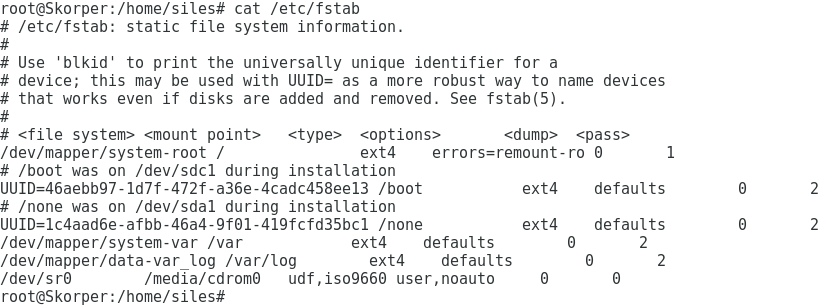 root@Skorper:/home/siles# cat /etc/fstab
# /etc/fstab: static file system information.
#
# Use 'blkid' to print the universally unique identifier for a
# device; this may be used with UUID= as a more robust way to name devices
# that works even if disks are added and removed. See fstab(5).
#
# <file system> <mount point>   <type>  <options>       <dump>  <pass>
/dev/mapper/system-root /               ext4    errors=remount-ro 0       1
# /boot was on /dev/sdc1 during installation
UUID=46aebb97-1d7f-472f-a36e-4cadc458ee13 /boot           ext4    defaults        0       2
# /none was on /dev/sda1 during installation
UUID=1c4aad6e-afbb-46a4-9f01-419fcfd35bc1 /none           ext4    defaults        0       2
/dev/mapper/system-var /var            ext4    defaults        0       2
/dev/mapper/data-var_log /var/log        ext4    defaults        0       2
/dev/sr0        /media/cdrom0   udf,iso9660 user,noauto     0       0
root@Skorper:/home/siles#